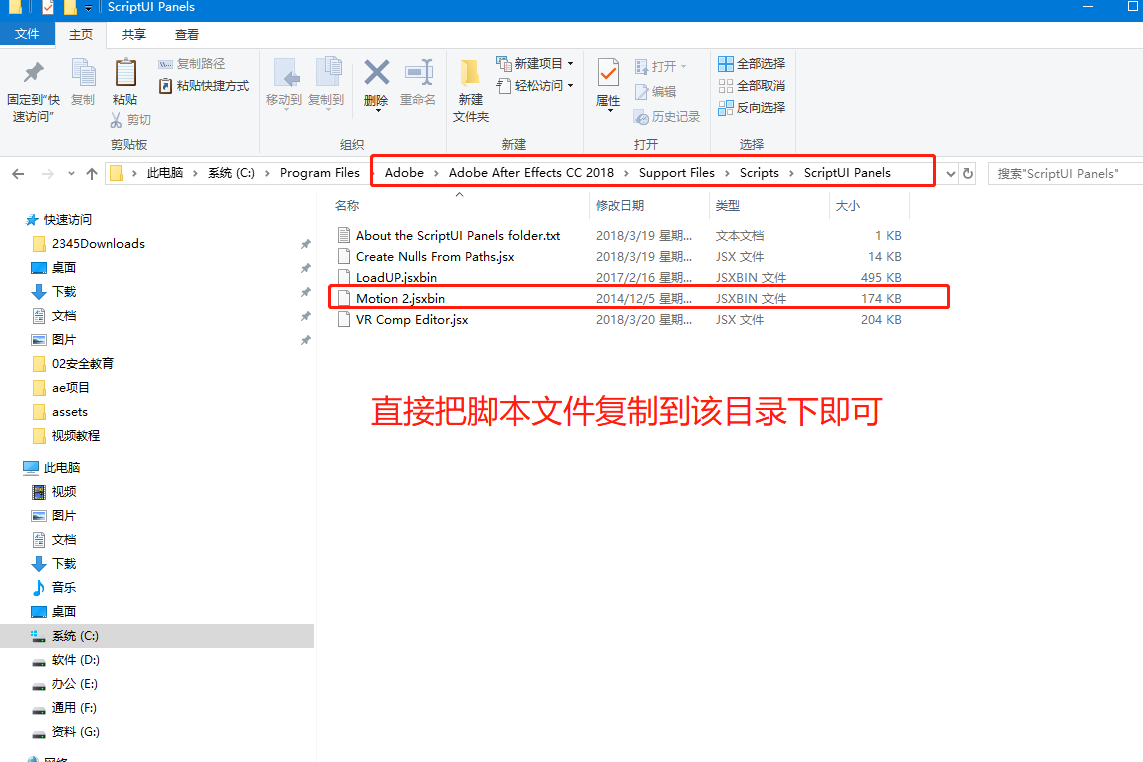 ScriptUI Panels
文件 主页 共享 查看
固定到"快速访问"
复制
粘贴
复制路径
粘贴快捷方式
剪切
剪贴板
移动到 复制到 删除 重命名
组织
新建文件夹
新建项目
轻松访问
新建
属性
打开
编辑
历史记录
打开
全部选择
全部取消
反向选择
选择
此电脑 系统 (C:) Program Files Adobe Adobe After Effects CC 2018 Support Files Scripts ScriptUI Panels
搜索"ScriptUI Panels"
名称 修改日期 类型 大小
About the ScriptUI Panels folder.txt 2018/3/19 星期... 文本文档 1 KB
Create Nulls From Paths.jsx 2018/3/19 星期... JSX 文件 14 KB
LoadUP.jsxbin 2017/2/16 星期... JSXBIN 文件 495 KB
Motion 2.jsxbin 2014/12/5 星期... JSXBIN 文件 174 KB
VR Comp Editor.jsx 2018/3/20 星期... JSX 文件 204 KB
直接把脚本文件复制到该目录下即可
快速访问
2345Downloads
桌面
下载
文档
图片
02安全教育
ae项目
assets
视频教程
此电脑
视频
图片
文档
下载
音乐
桌面
系统 (C:)
软件 (D:)
办公 (E:)
通用 (F:)
资料 (G:)